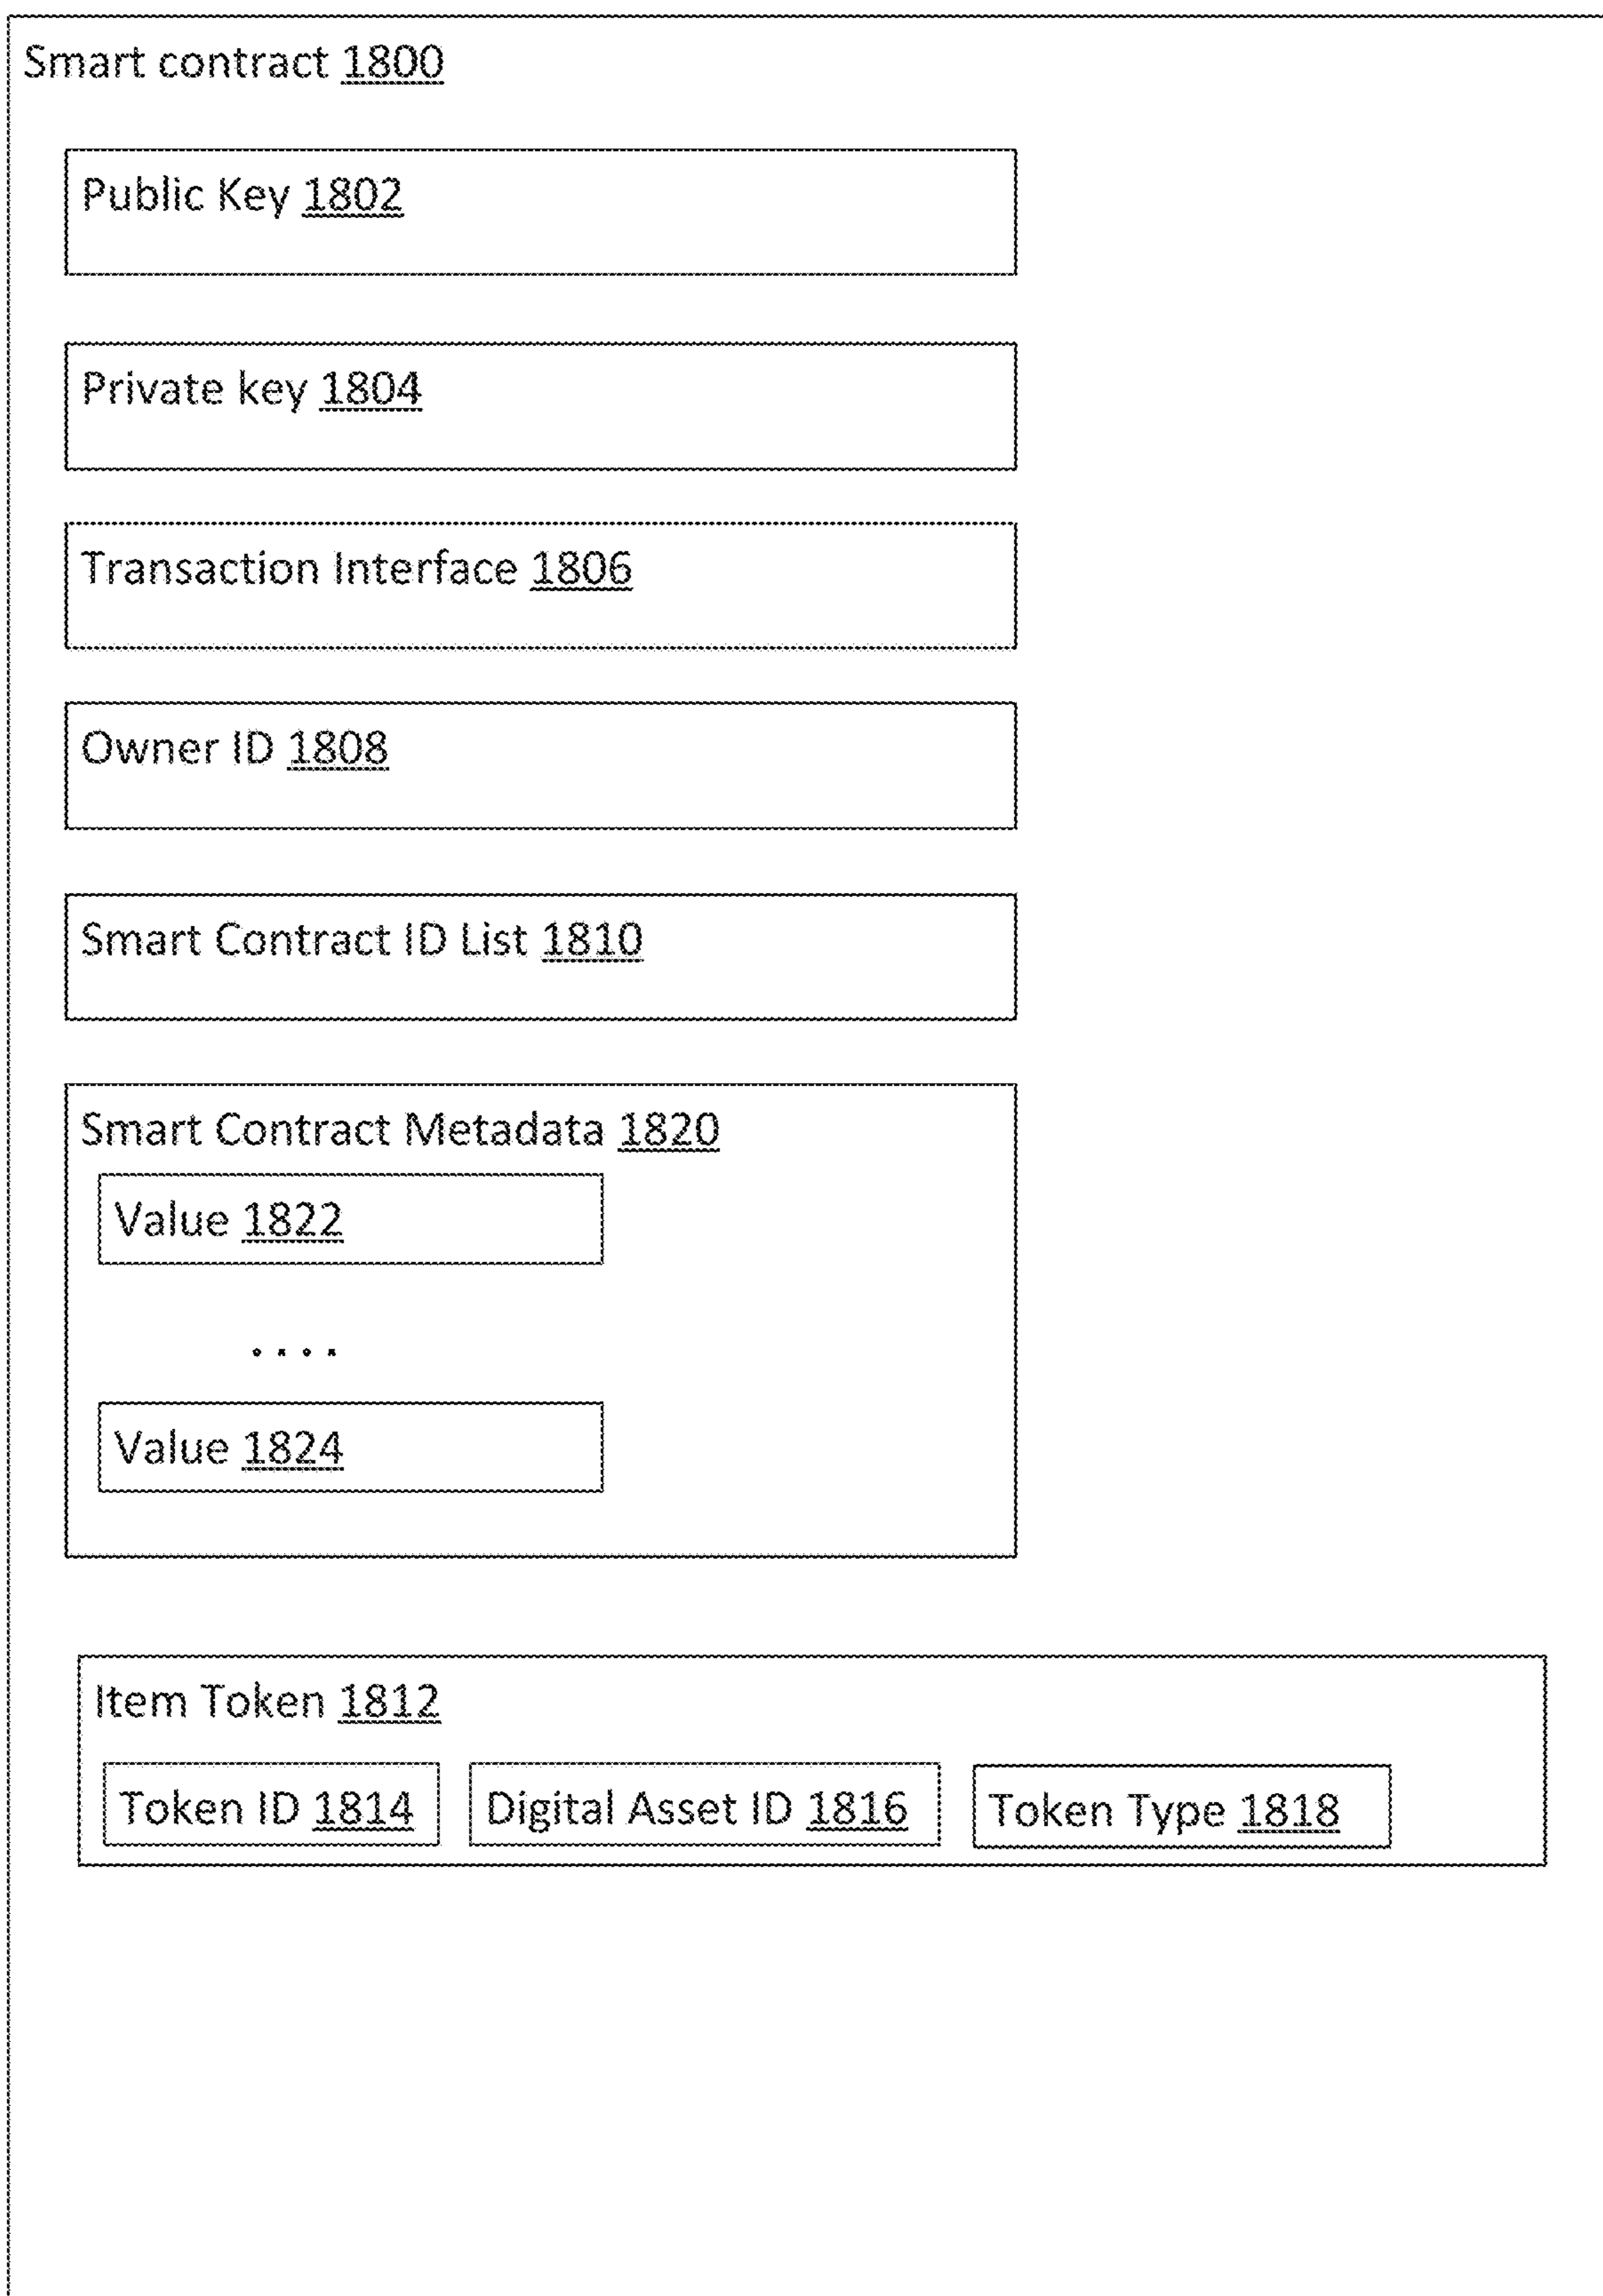 Smart contract 1800
Public Key 1802
Private key 1804
Transaction Interface 1806
Owner ID 1808
Smart Contract ID List 1810
Smart Contract Metadata 1820
Value 1822
....
Value 1824
Item Token 1812
Token ID 1814 Digital Asset ID 1816 Token Type 1818